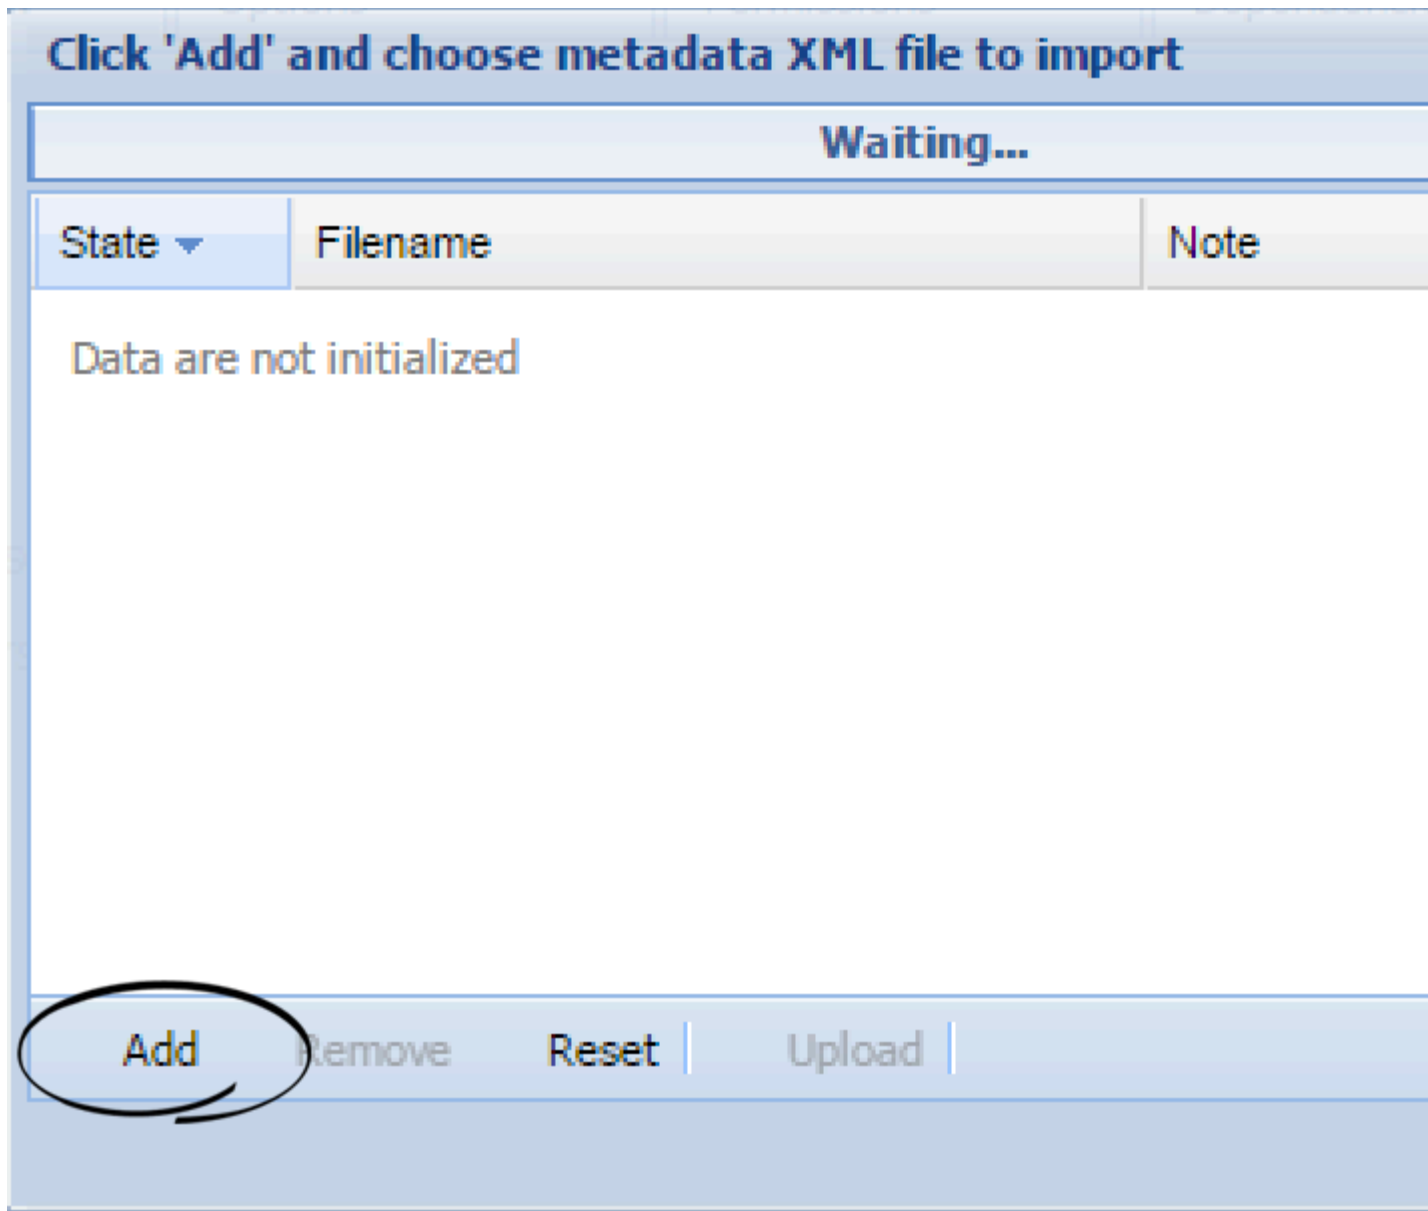 Click 'Add' and choose metadata XML file to import
Waiting...
State Filename Note
Data are not initialized
Add Remove Reset Upload